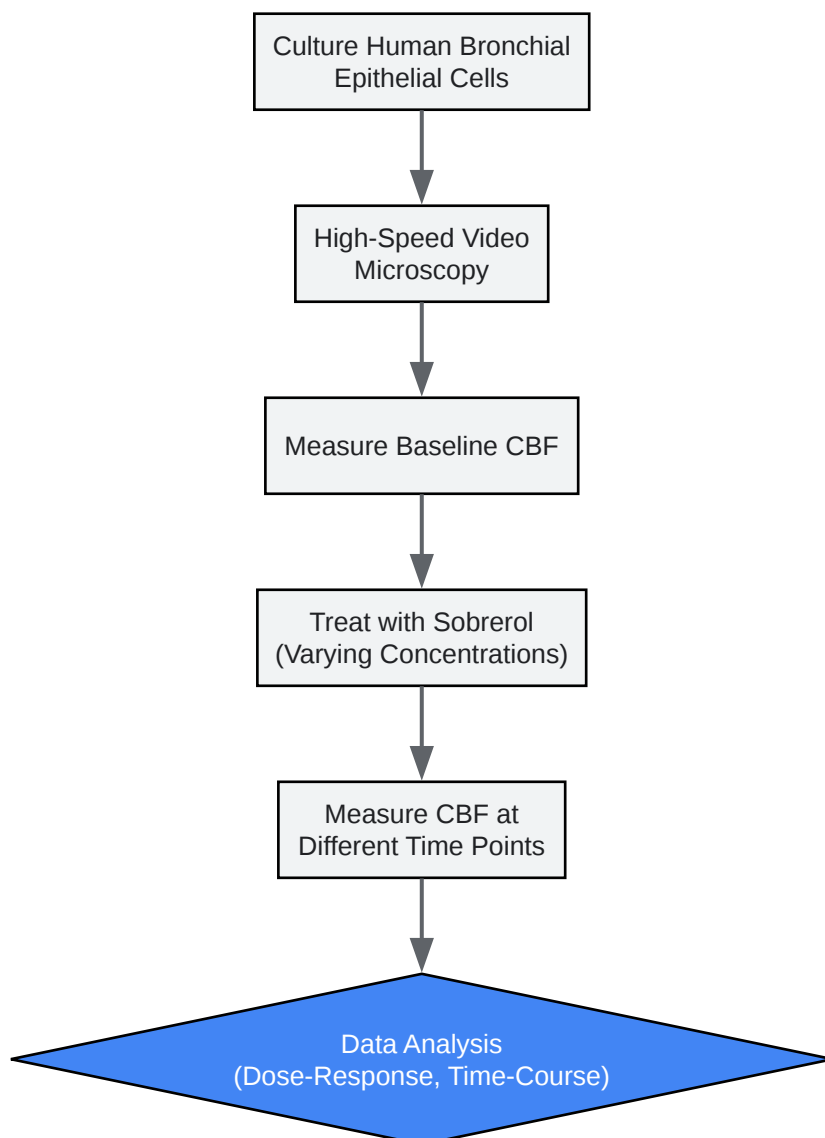 Culture Human Bronchial
Epithelial Cells
High-Speed Video
Microscopy
Measure Baseline CBF
Treat with Sobrerol
(Varying Concentrations)
Measure CBF at
Different Time Points
Data Analysis
(Dose-Response, Time-Course)